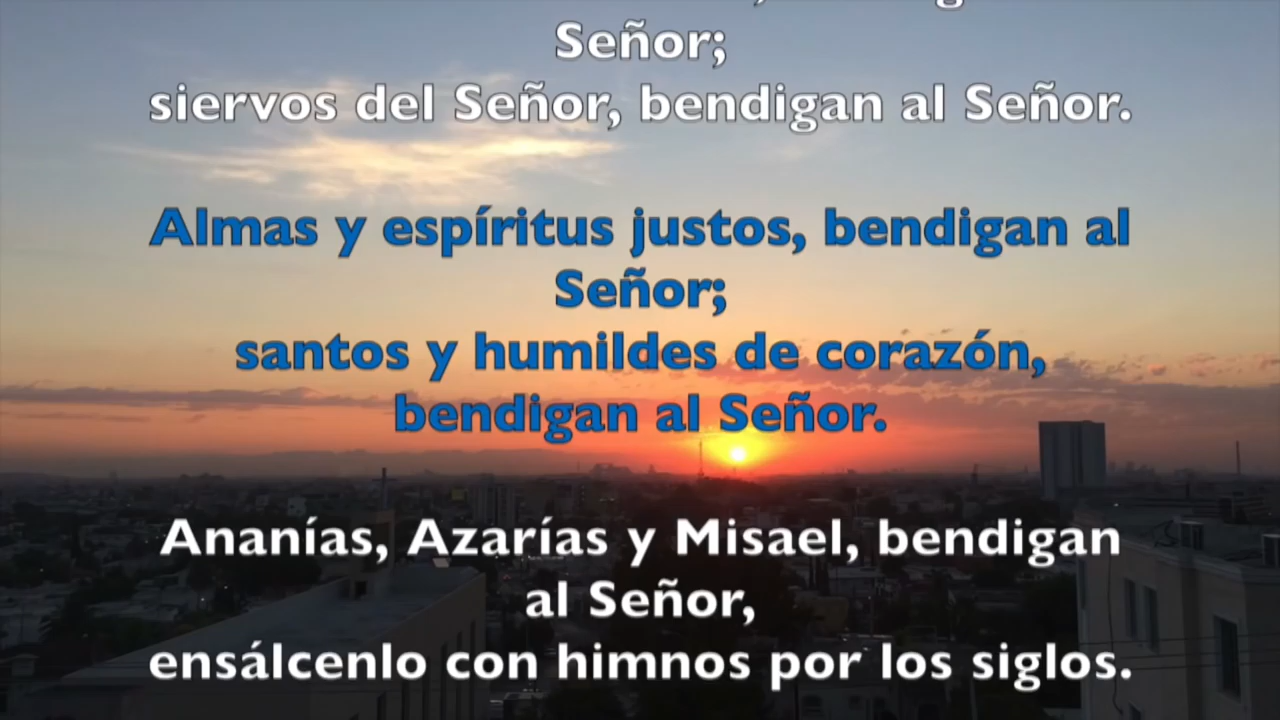 Señor;
siervos del Señor, bendigan al Señor.
Almas y espíritus justos, bendigan al
Señor;
santos y humildes de corazón,
bendigan al Señor.
Ananías, Azarías y Misael, bendigan
al Señor,
ensálcenlo con himnos por los siglos.